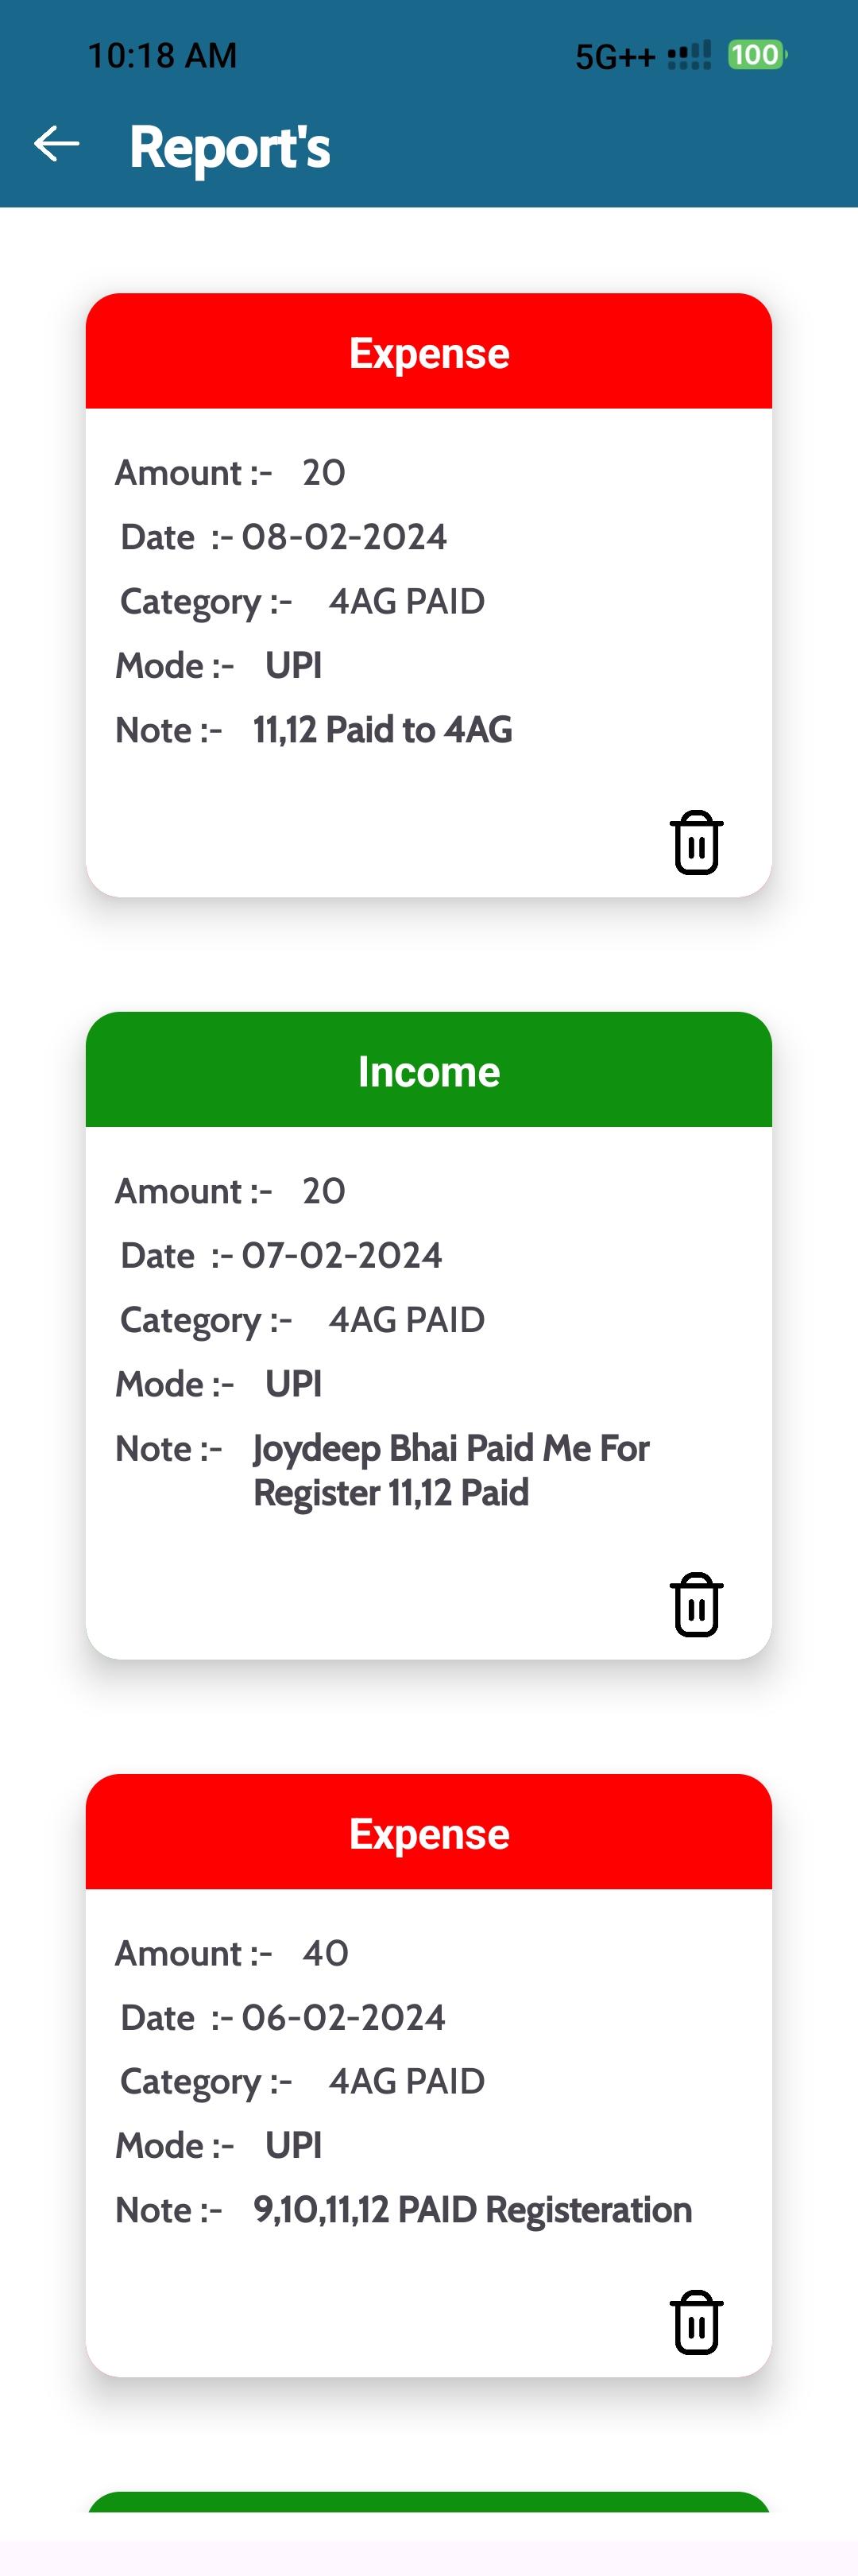 10:18 AM 5G++ 100
Report's
Expense
Amount :- 20
Date :- 08-02-2024
Category :- 4AG PAID
Mode :- UPI
Note :- 11,12 Paid to 4AG
Income
Amount :- 20
Date :- 07-02-2024
Category :- 4AG PAID
Mode :- UPI
Note :- Joydeep Bhai Paid Me For
Register 11,12 Paid
Expense
Amount :- 40
Date :- 06-02-2024
Category :- 4AG PAID
Mode :- UPI
Note :- 9,10,11,12 PAID Registeration